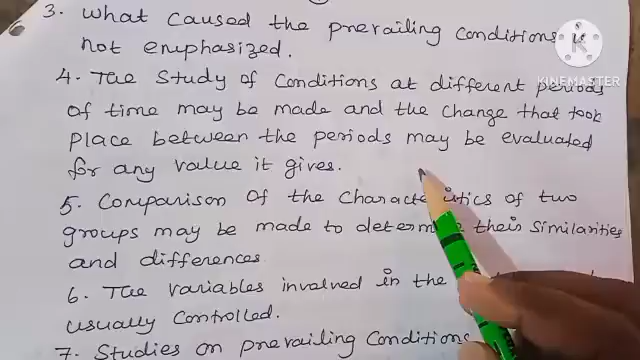 3. What caused the prevailing Conditions is
not emphasized.
KINEMASTER
4. The Study of Conditions at different periods
of time may be made and the change that took
place between the periods may be evaluated
for any value it gives.
5. Comparison of the characteristics of two
groups may be made to determine their similarities
and differences
6. The variables involved in the
usually controlled.
7. Studies on prevailing Conditions